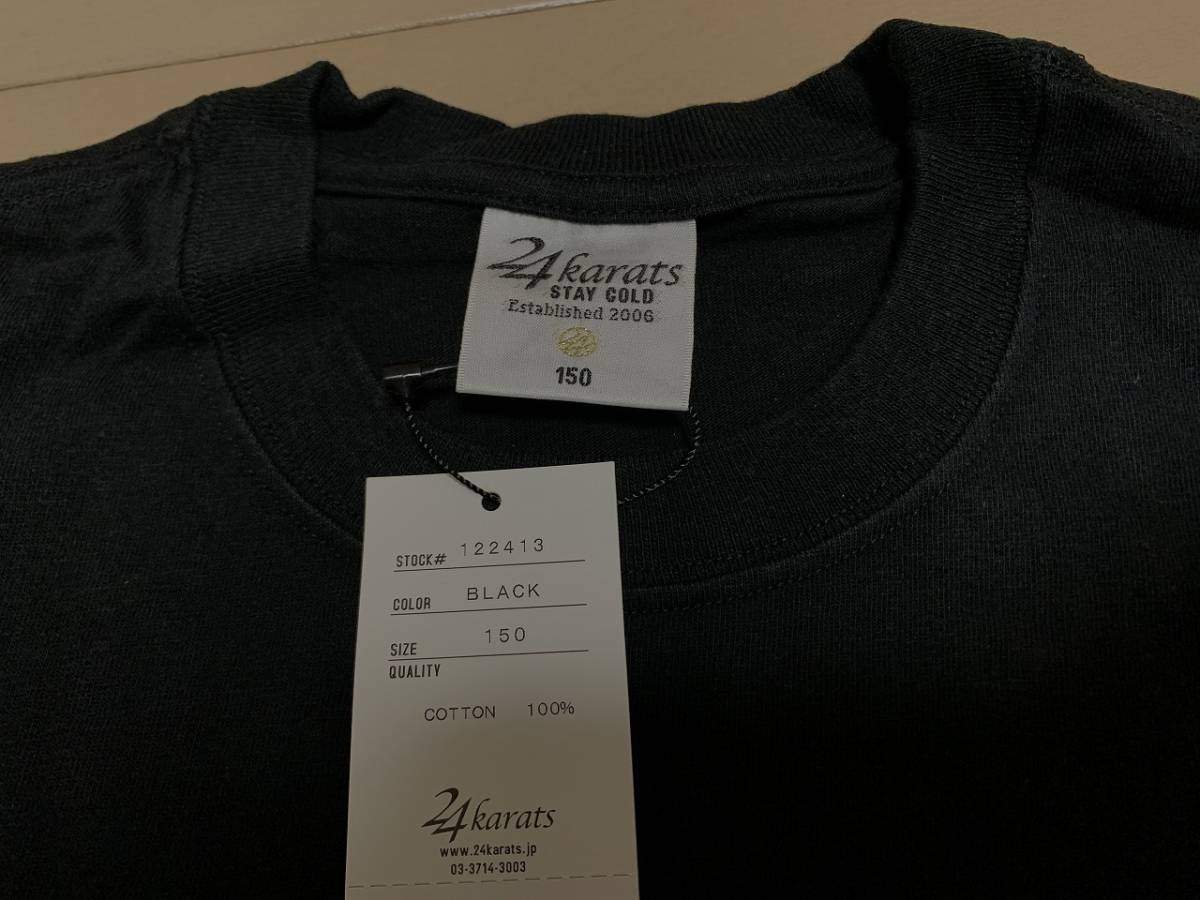 24karats
STAY GOLD
Established 2006
150
STOCK# 122413
COLOR BLACK
SIZE 150
QUALITY
COTTON 100%
24karats
www.24karats.jp
03-3714-3003